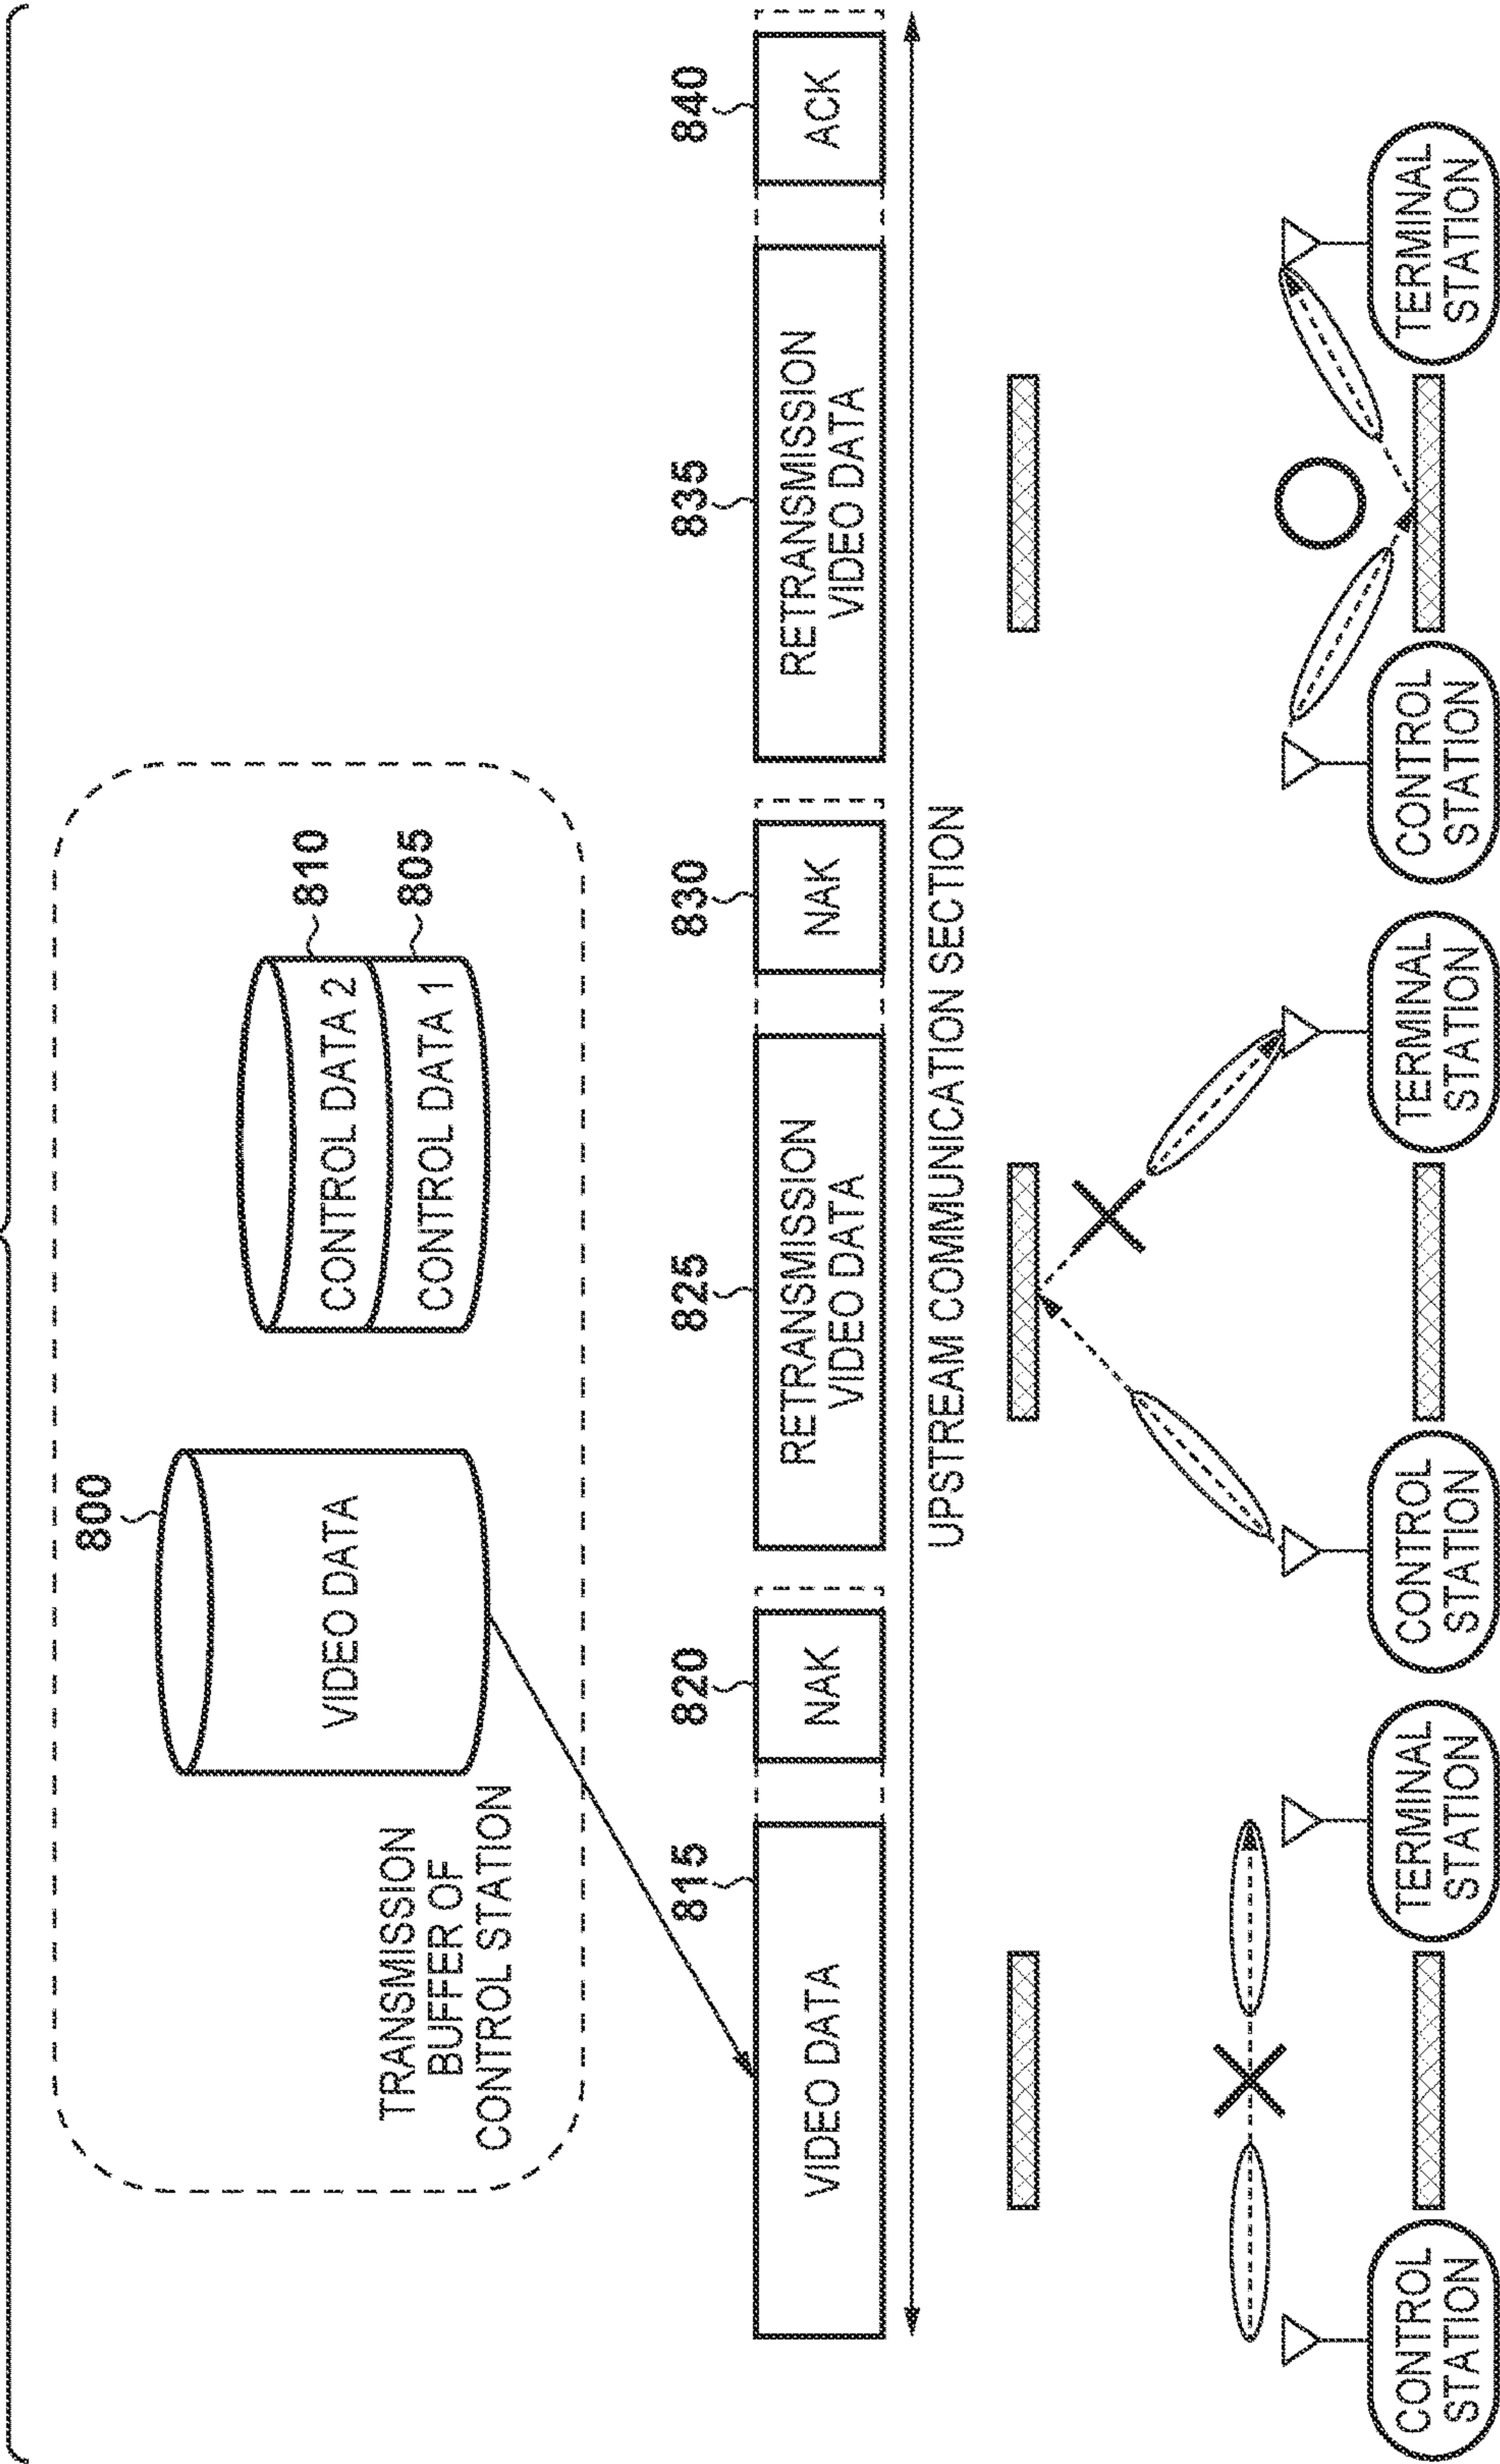 800
VIDEO DATA
810
CONTROL DATA 2
805
CONTROL DATA 1
TRANSMISSION
BUFFER OF
CONTROL STATION
815
VIDEO DATA
820
NAK
825
RETRANSMISSION
VIDEO DATA
830
NAK
835
RETRANSMISSION
VIDEO DATA
840
ACK
UPSTREAM COMMUNICATION SECTION
CONTROL
STATION
TERMINAL
STATION
CONTROL
STATION
TERMINAL
STATION
CONTROL
STATION
TERMINAL
STATION